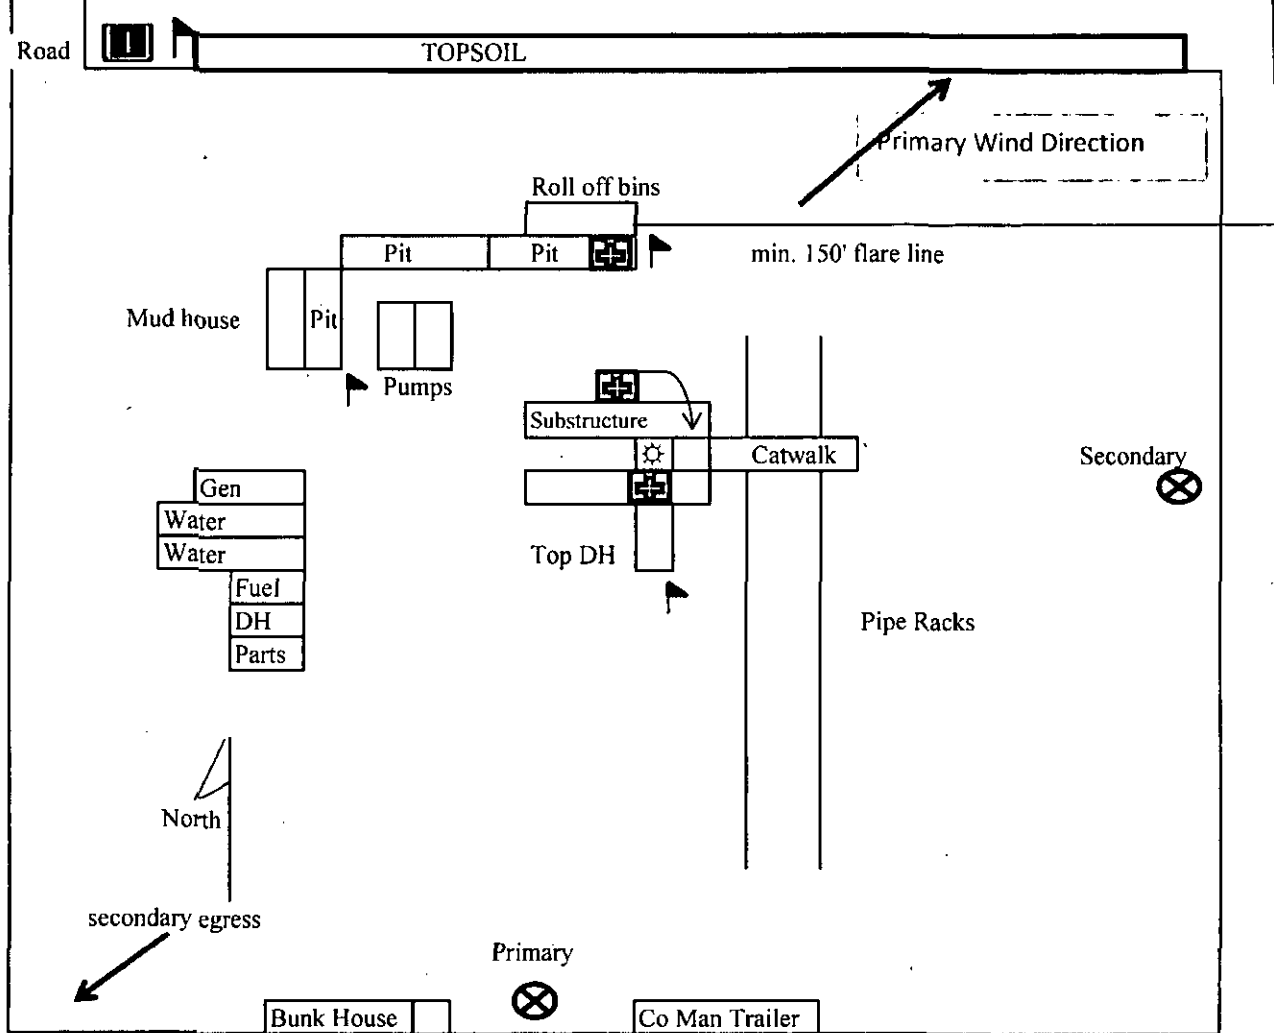 Road
TOPSOIL
Primary Wind Direction
Roll off bins
Pit
Pit
min. 150' flare line
Mud house
Pit
Pumps
Substructure
Catwalk
Secondary
Gen
Water
Water
Top DH
Fuel
DH
Pipe Racks
Parts
North
secondary egress
Primary
Bunk House
Co Man Trailer